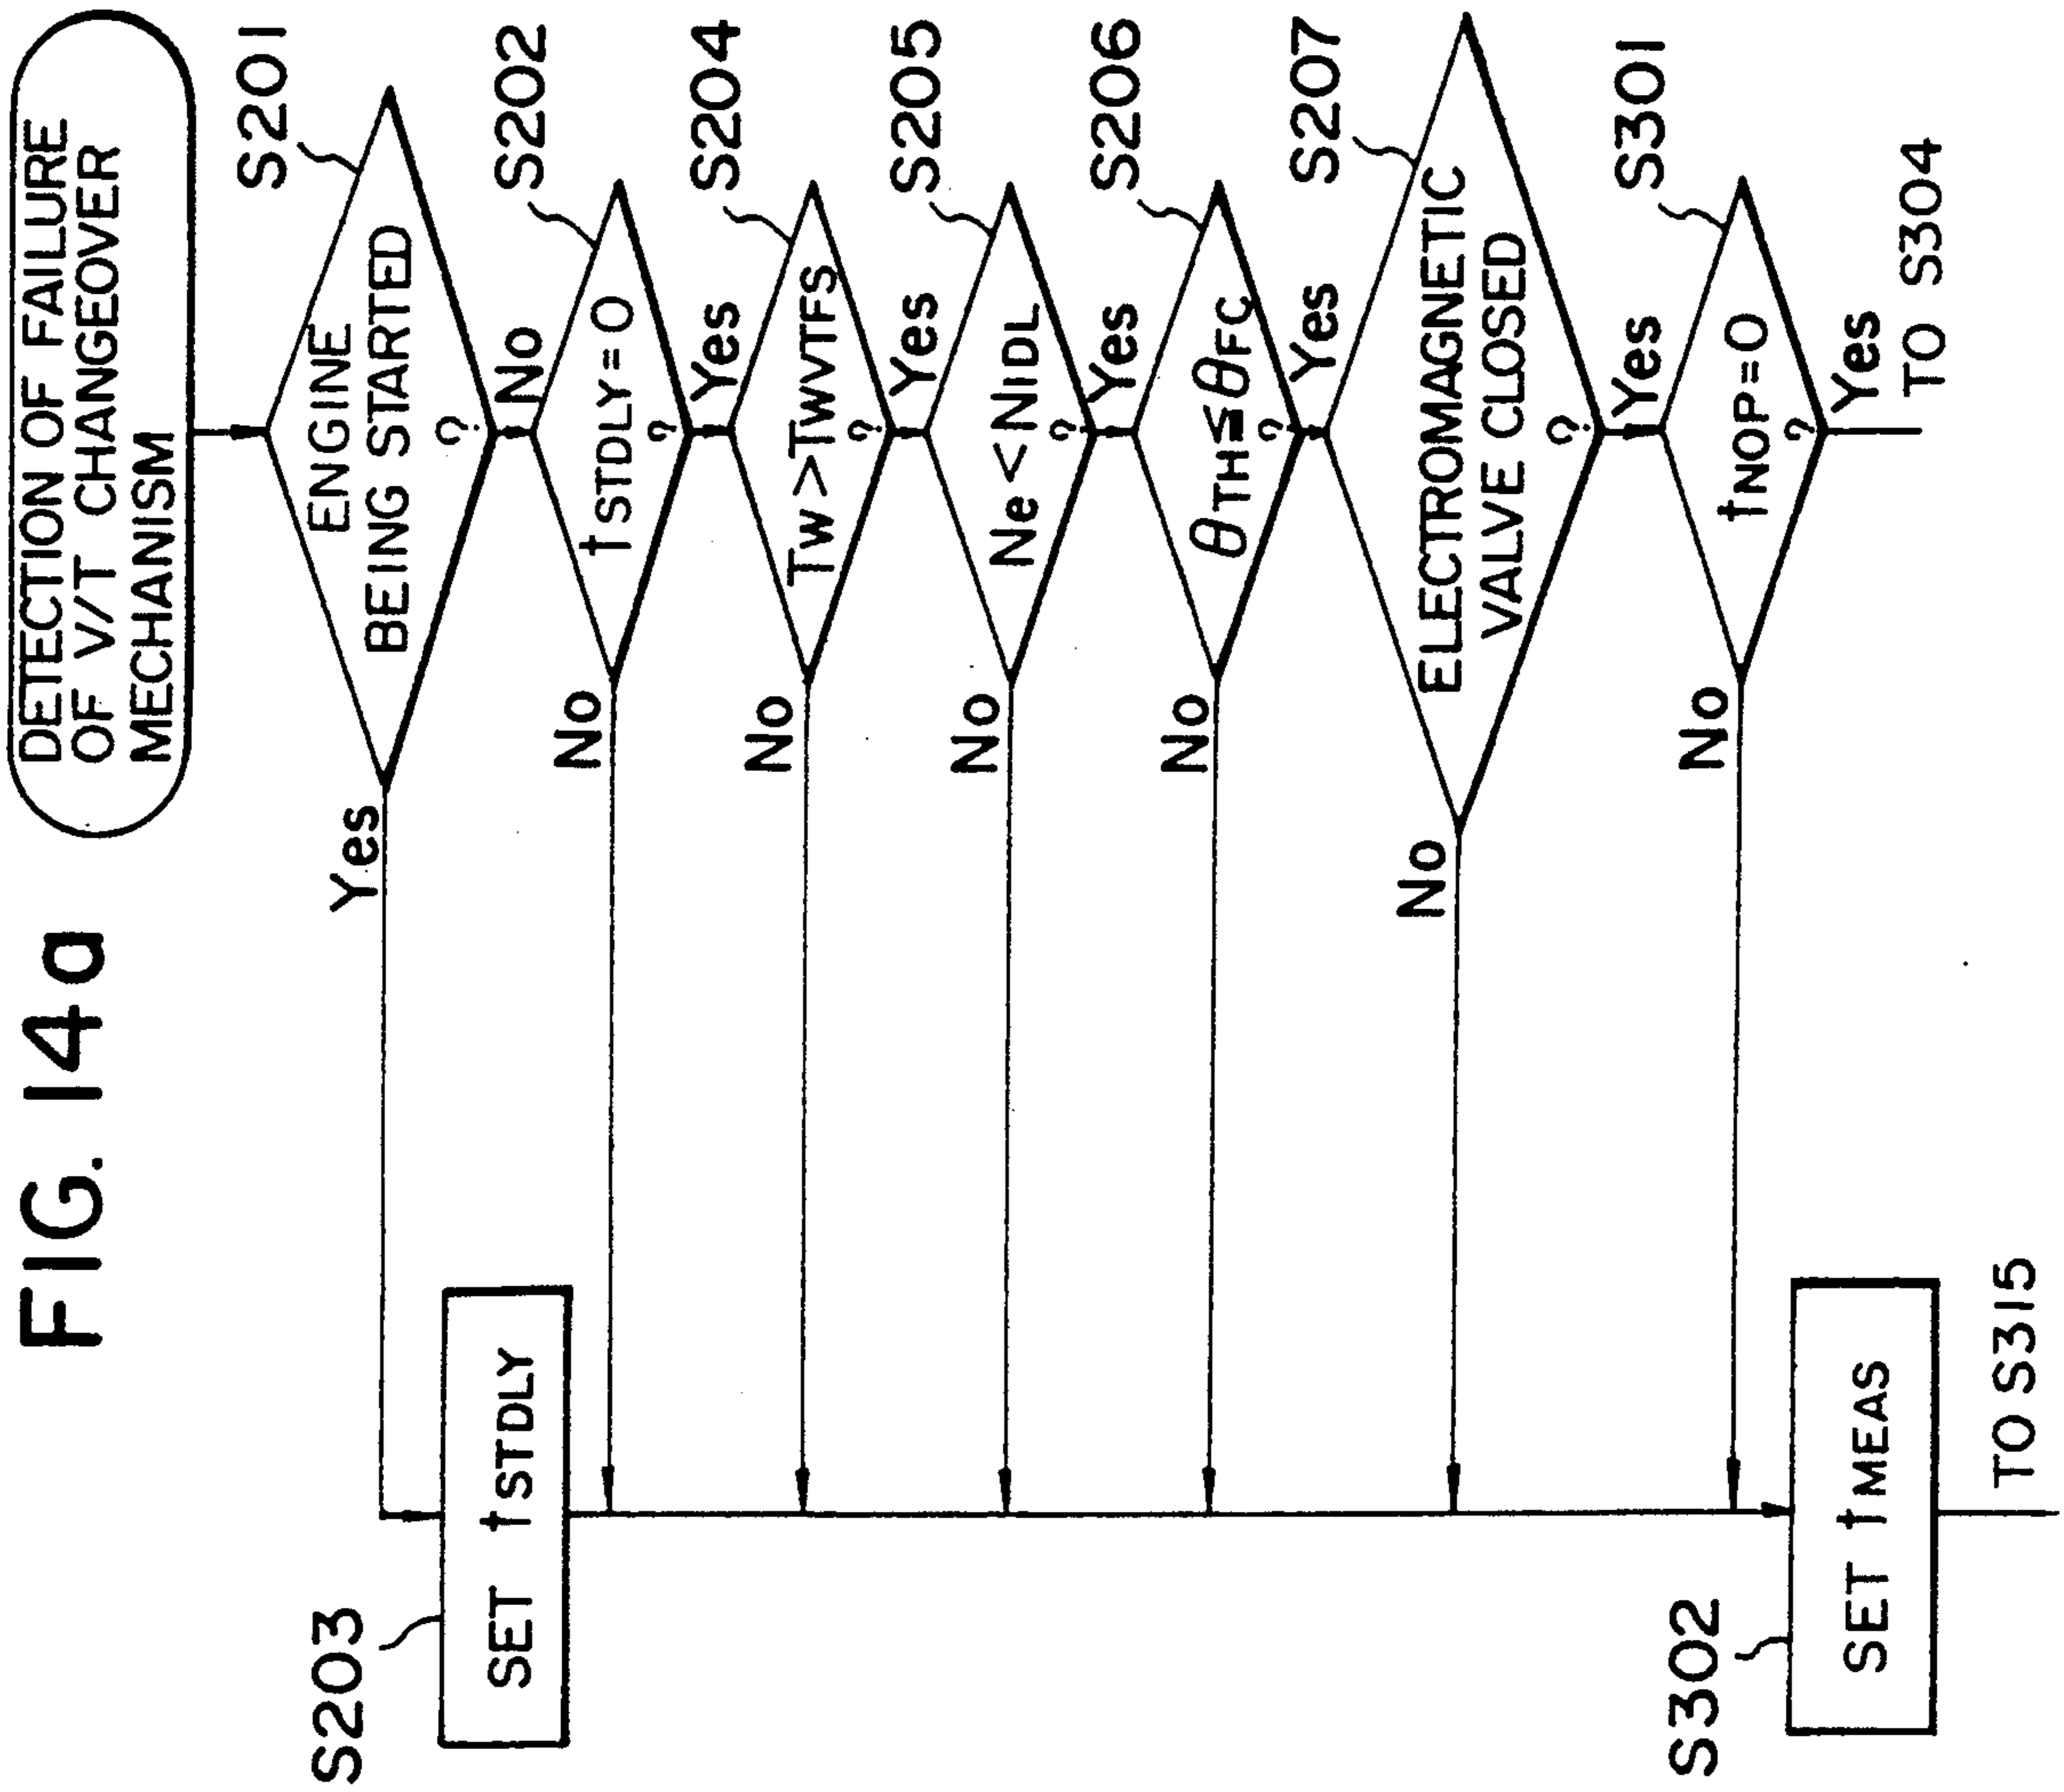 FIG. 14a
DETECTION OF FAILURE
OF V/T CHANGEOVER
MECHANISM
S201
ENGINE
BEING STARTED
?
Yes
No
S203
SET tSTDLY
S202
tSTDLY=0
?
No
Yes
S204
TW>TWVTFS
?
No
Yes
S205
Ne<NIDL
?
No
Yes
S206
θTH≦θFC
?
No
Yes
S207
ELECTROMAGNETIC
VALVE CLOSED
?
No
Yes
S301
tNOP=0
?
No
Yes
TO S304
S302
SET tMEAS
TO S315